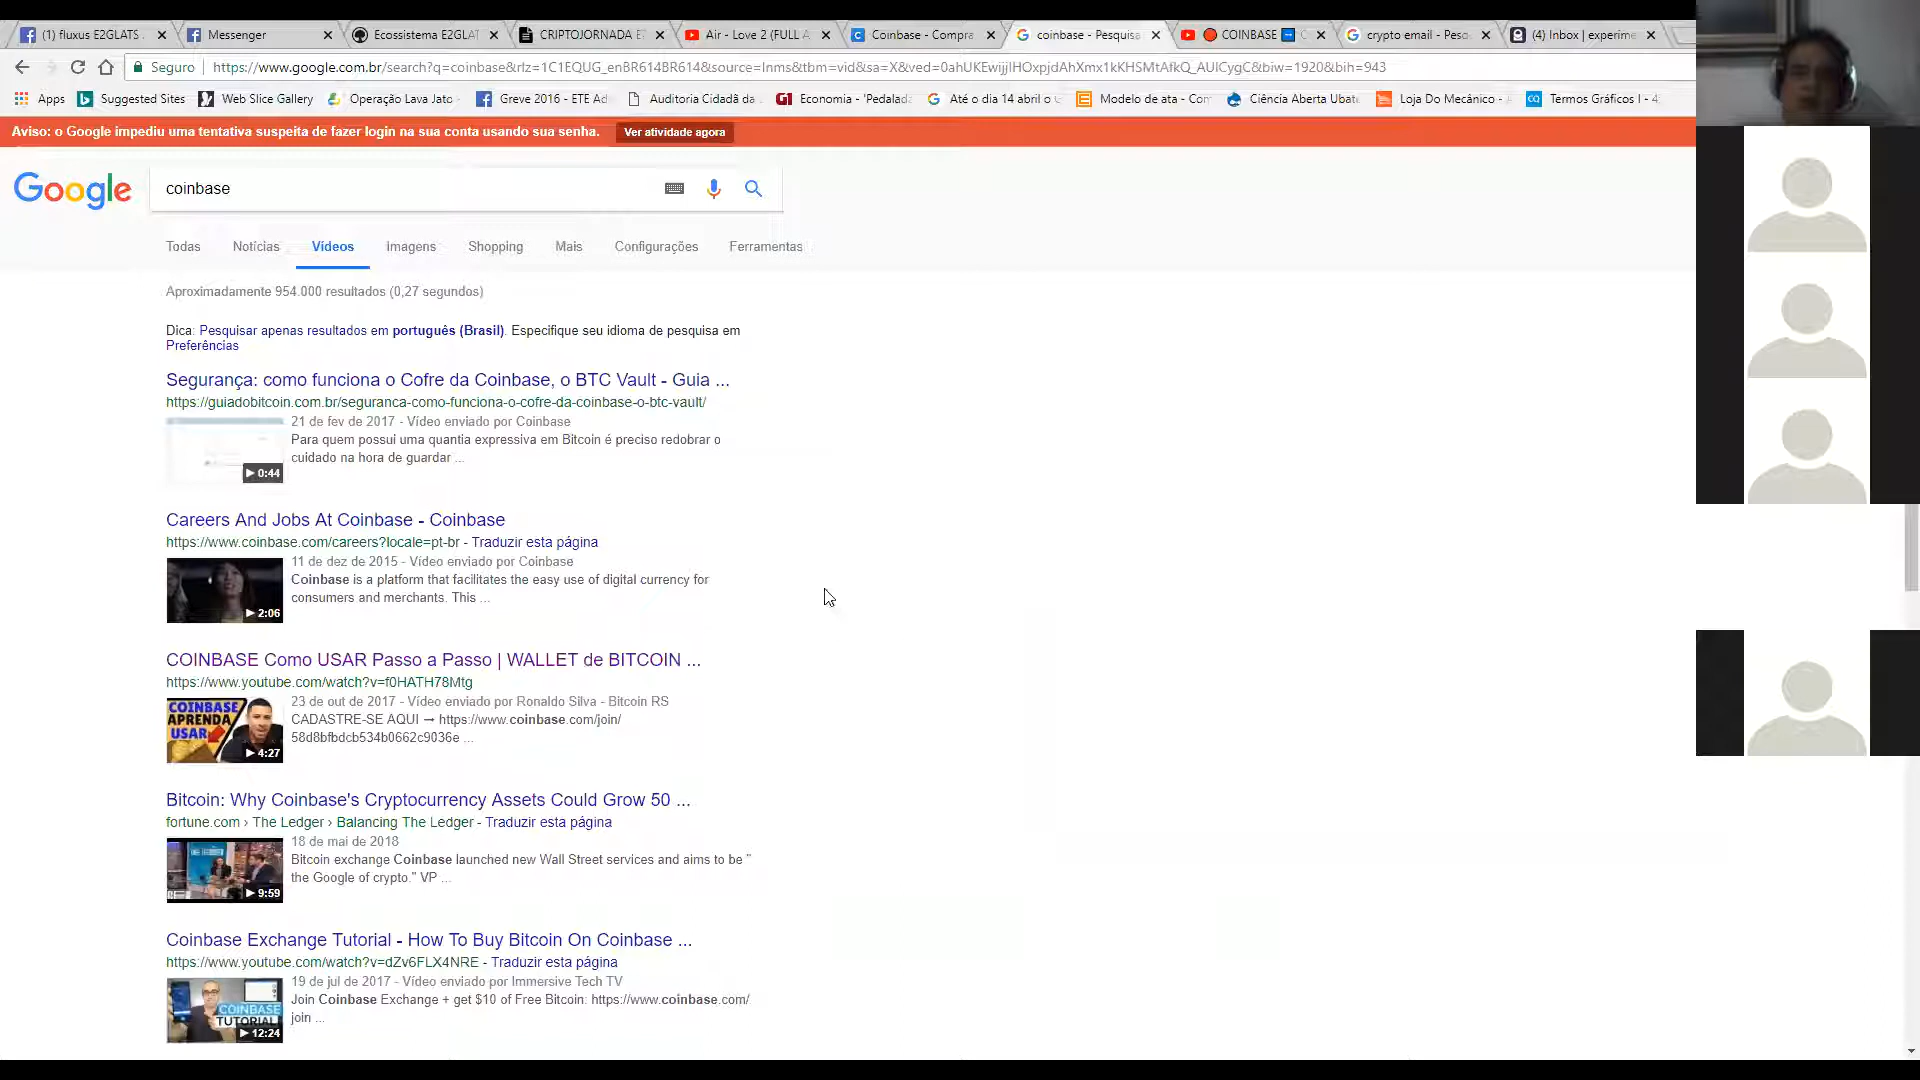 (1) fluxus E2GLATS
Messenger
Ecossistema E2GLAT
CRIPTOJORNADA E
Air - Love 2 (FULL A
Coinbase - Compra
coinbase - Pesquisa
COINBASE
crypto email - Pesq
(4) Inbox | experime
Seguro
https://www.google.com.br/search?q=coinbase&rlz=1C1EQUG_enBR614BR614&source=lnms&tbm=vid&sa=X&ved=0ahUKEwijjlHOxpjdAhXmx1kKHSMtAfkQ_AUICygC&biw=1920&bih=943
Apps
Suggested Sites
Web Slice Gallery
Operação Lava Jato
Greve 2016 - ETE Ad
Auditoria Cidadã da
Economia - 'Pedalad
Até o dia 14 abril o
Modelo de ata - Con
Ciência Aberta Ubat
Loja Do Mecânico -
Termos Gráficos I - 4
Aviso: o Google impediu uma tentativa suspeita de fazer login na sua conta usando sua senha.
Ver atividade agora
Google
coinbase
Todas
Notícias
Vídeos
Imagens
Shopping
Mais
Configurações
Ferramentas
Aproximadamente 954.000 resultados (0,27 segundos)
Dica: Pesquisar apenas resultados em português (Brasil). Especifique seu idioma de pesquisa em
Preferências
Segurança: como funciona o Cofre da Coinbase, o BTC Vault - Guia ...
https://guiadobitcoin.com.br/seguranca-como-funciona-o-cofre-da-coinbase-o-btc-vault/
21 de fev de 2017 - Vídeo enviado por Coinbase
Para quem possui uma quantia expressiva em Bitcoin é preciso redobrar o
cuidado na hora de guardar ...
0:44
Careers And Jobs At Coinbase - Coinbase
https://www.coinbase.com/careers?locale=pt-br - Traduzir esta página
11 de dez de 2015 - Vídeo enviado por Coinbase
Coinbase is a platform that facilitates the easy use of digital currency for
consumers and merchants. This ...
2:06
COINBASE Como USAR Passo a Passo | WALLET de BITCOIN ...
https://www.youtube.com/watch?v=f0HATH78Mtg
23 de out de 2017 - Vídeo enviado por Ronaldo Silva - Bitcoin RS
CADASTRE-SE AQUI → https://www.coinbase.com/join/
58d8bfbdcb534b0662c9036e ...
COINBASE
APRENDA
USAR
4:27
Bitcoin: Why Coinbase's Cryptocurrency Assets Could Grow 50 ...
fortune.com › The Ledger › Balancing The Ledger - Traduzir esta página
18 de mai de 2018
Bitcoin exchange Coinbase launched new Wall Street services and aims to be "
the Google of crypto." VP ...
9:59
Coinbase Exchange Tutorial - How To Buy Bitcoin On Coinbase ...
https://www.youtube.com/watch?v=dZv6FLX4NRE - Traduzir esta página
19 de jul de 2017 - Vídeo enviado por Immersive Tech TV
Join Coinbase Exchange + get $10 of Free Bitcoin: https://www.coinbase.com/
join ...
COINBASE
TUTORIAL
12:24